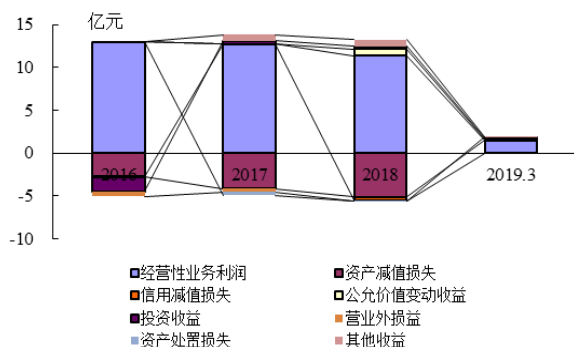 亿元
15
10
5
0
-5
-10
2016
2017
2018
2019.3
经营性业务利润
资产减值损失
信用减值损失
公允价值变动收益
投资收益
营业外损益
资产处置损失
其他收益